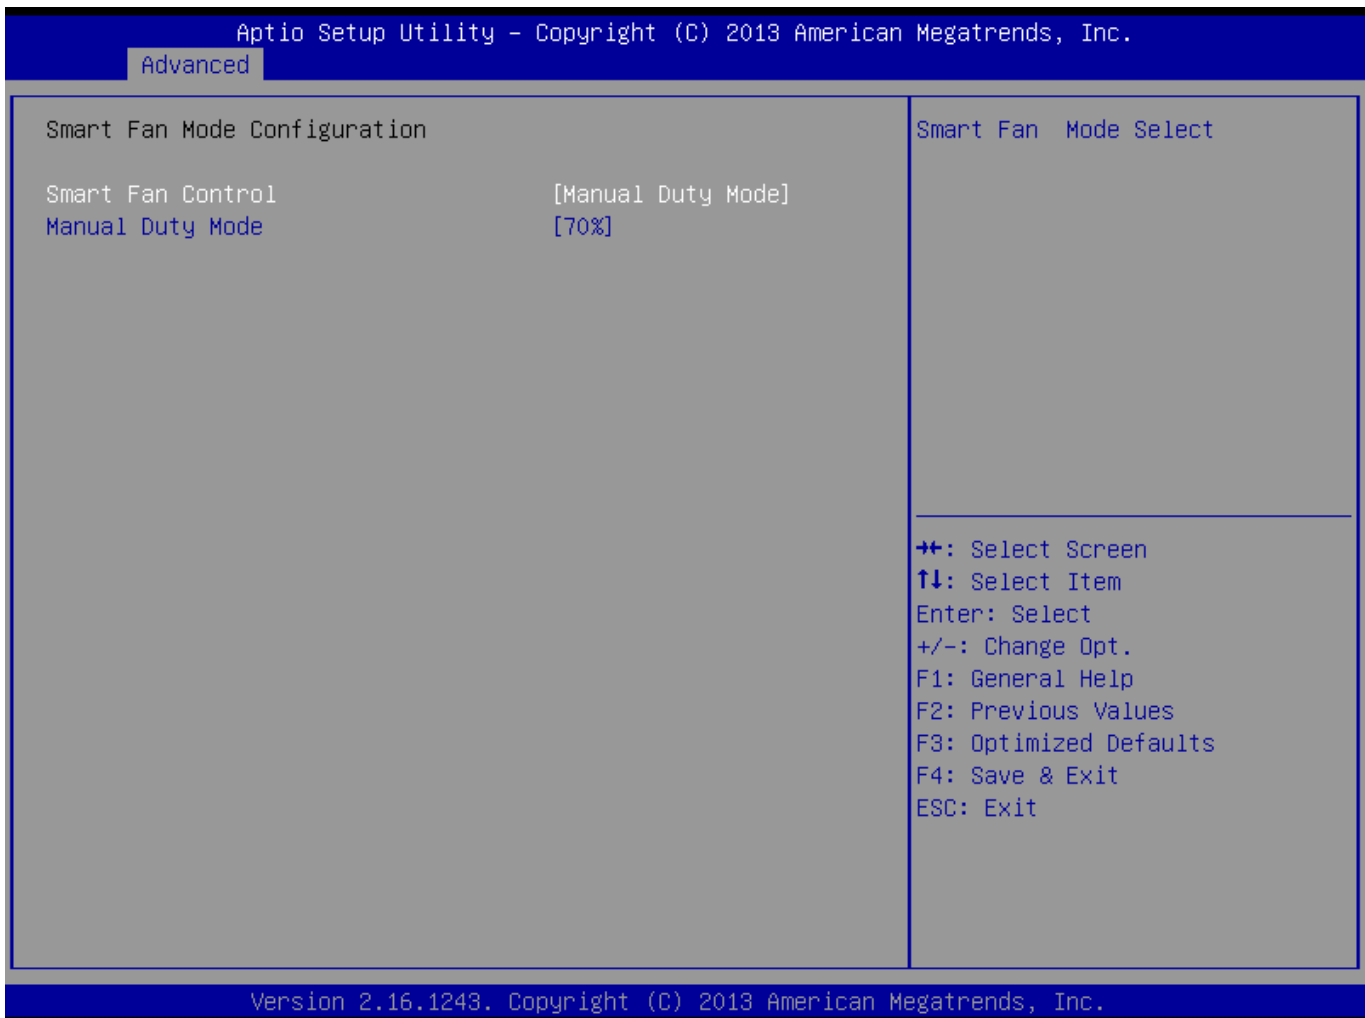 Aptio Setup Utility – Copyright (C) 2013 American Megatrends, Inc.
Advanced
Smart Fan Mode Configuration
Smart Fan Control [Manual Duty Mode]
Manual Duty Mode [70%]
Smart Fan  Mode Select
→←: Select Screen
↑↓: Select Item
Enter: Select
+/-: Change Opt.
F1: General Help
F2: Previous Values
F3: Optimized Defaults
F4: Save & Exit
ESC: Exit
Version 2.16.1243. Copyright (C) 2013 American Megatrends, Inc.